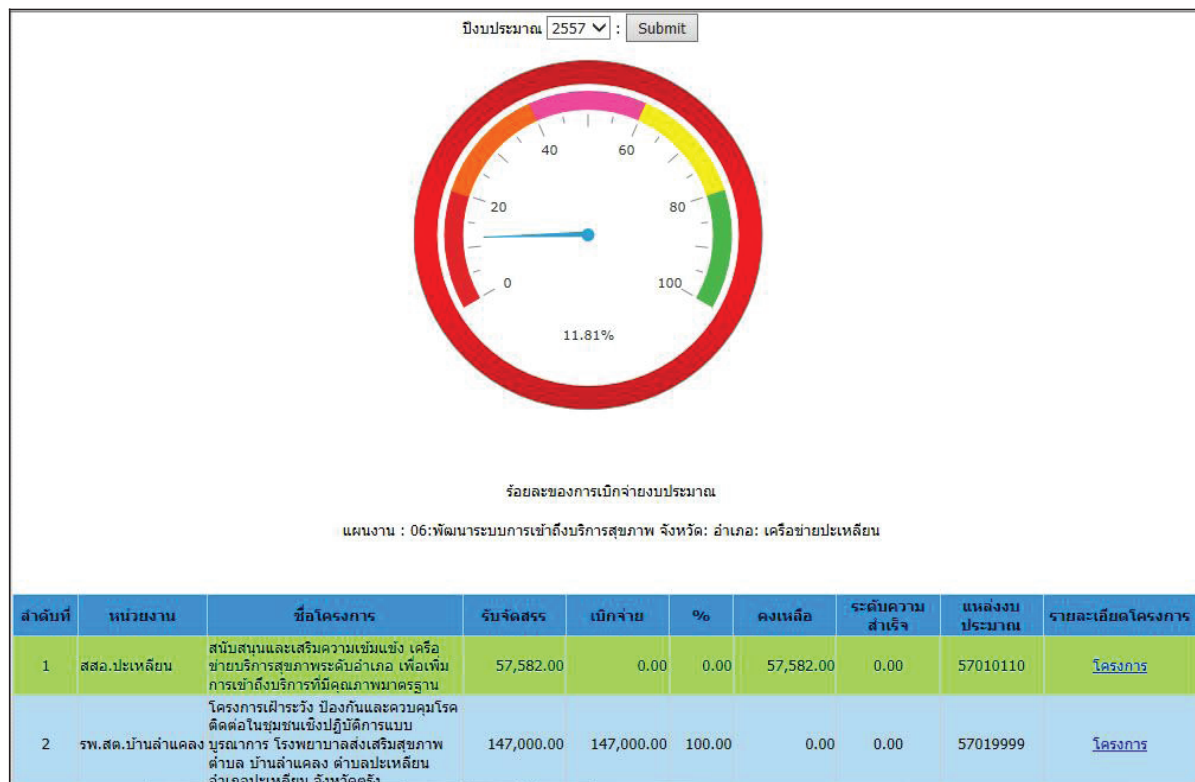 ปีงบประมาณ 2557 : Submit
40 60
20 80
0 100
11.81%
ร้อยละของการเบิกจ่ายงบประมาณ
แผนงาน : 06:พัฒนาระบบการเข้าถึงบริการสุขภาพ จังหวัด: อำเภอ: เครือข่ายปะเหลียน
ลำดับที่ หน่วยงาน ชื่อโครงการ รับจัดสรร เบิกจ่าย % คงเหลือ ระดับความ
สำเร็จ แหล่งงบ
ประมาณ รายละเอียดโครงการ
1 สสอ.ปะเหลียน สนับสนุนและเสริมความเข้มแข็ง เครือ
ข่ายบริการสุขภาพระดับอำเภอ เพื่อเพิ่ม
การเข้าถึงบริการที่มีคุณภาพมาตรฐาน
57,582.00 0.00 0.00 57,582.00 0.00 57010110 โครงการ
2 รพ.สต.บ้านลำแคลง โครงการเฝ้าระวัง ป้องกันและควบคุมโรค
ติดต่อในชุมชนเชิงปฏิบัติการแบบ
บูรณาการ โรงพยาบาลส่งเสริมสุขภาพ
ตำบล บ้านลำแคลง ตำบลปะเหลียน
อำเภอปะเหลียน จังหวัดตรัง
147,000.00 147,000.00 100.00 0.00 0.00 57019999 โครงการ